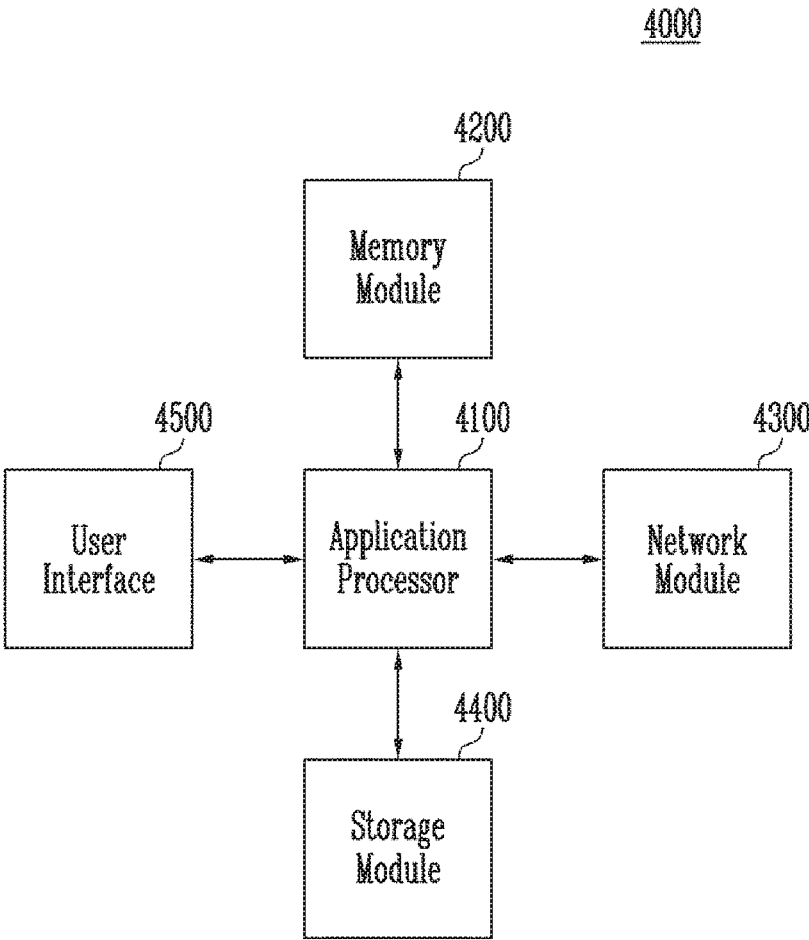 4000
4200
Memory
Module
4500
4100
4300
User
Interface
Application
Processor
Network
Module
4400
Storage
Module